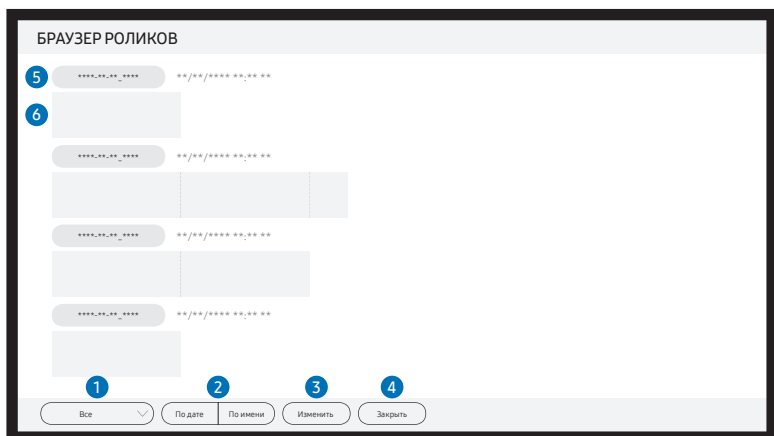 БРАУЗЕР РОЛИКОВ
5 ****-**-**_**** **/**/**** **:** **
6
****-**-**_**** **/**/**** **:** **
****-**-**_**** **/**/**** **:** **
****-**-**_**** **/**/**** **:** **
1 2 3 4
Все По дате По имени Изменить Закрыть